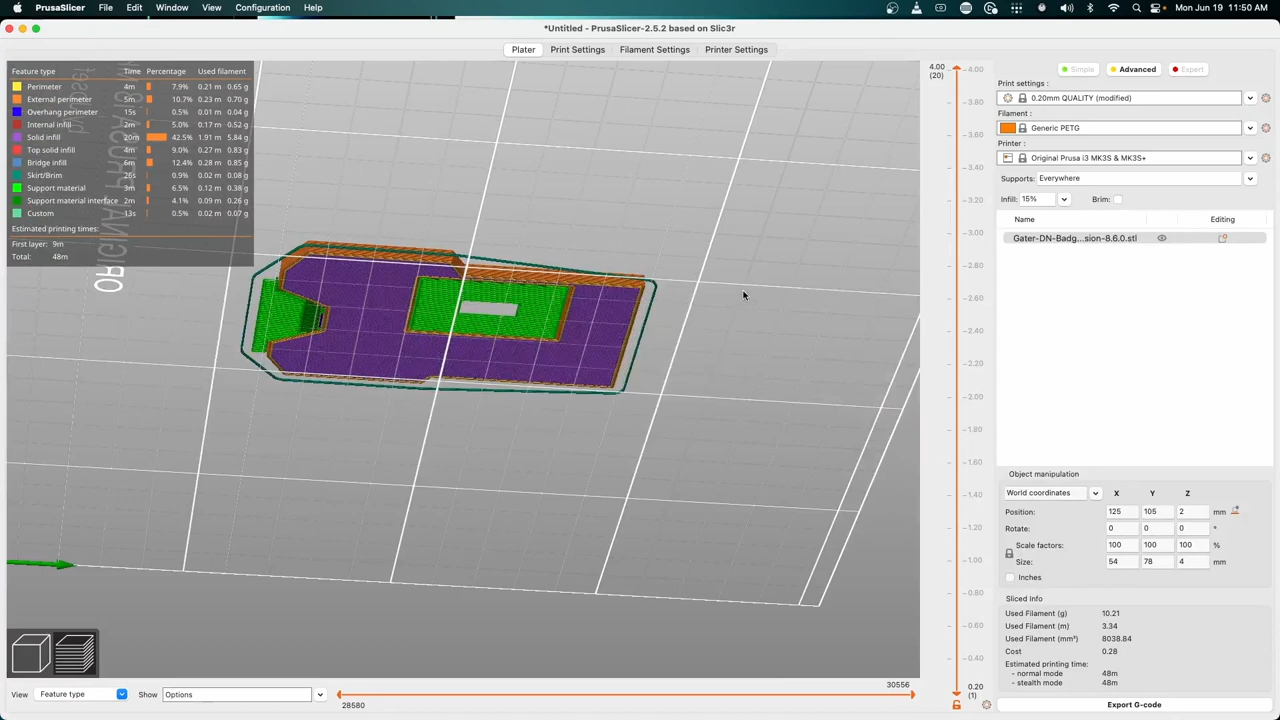 PrusaSlicer File Edit Window View Configuration Help Mon Jun 19 11:50 AM
*Untitled - PrusaSlicer-2.5.2 based on Slic3r
Plater Print Settings Filament Settings Printer Settings
Feature type Time Percentage Used filament
Perimeter 4m 7.9% 0.21 m 0.65 g
External perimeter 5m 10.7% 0.23 m 0.70 g
Overhang perimeter 15s 0.5% 0.01 m 0.04 g
Internal infill 2m 5.0% 0.17 m 0.52 g
Solid infill 20m 42.5% 1.91 m 5.84 g
Top solid infill 4m 9.0% 0.27 m 0.83 g
Bridge infill 6m 12.4% 0.28 m 0.85 g
Skirt/Brim 26s 0.9% 0.02 m 0.08 g
Support material 3m 6.5% 0.12 m 0.38 g
Support material interface 2m 4.1% 0.09 m 0.26 g
Custom 13s 0.5% 0.02 m 0.07 g
Estimated printing times:
First layer: 9m
Total: 48m
ORIGINAL
4.00
(20)
4.00
3.80
3.60
3.40
3.20
3.00
2.80
2.60
2.40
2.20
2.00
1.80
1.60
1.40
1.20
1.00
0.80
0.60
0.40
0.20
(1)
Simple Advanced Expert
Print settings:
0.20mm QUALITY (modified)
Filament:
Generic PETG
Printer:
Original Prusa i3 MK3S & MK3S+
Supports: Everywhere
Infill: 15% Brim:
Name Editing
Gater-DN-Badg...sion-8.6.0.stl
Object manipulation
World coordinates X Y Z
Position: 125 105 2 mm
Rotate: 0 0 0 °
Scale factors: 100 100 100 %
Size: 54 78 4 mm
Inches
Sliced Info
Used Filament (g) 10.21
Used Filament (m) 3.34
Used Filament (mm³) 8038.84
Cost 0.28
Estimated printing time:
- normal mode 48m
- stealth mode 48m
Export G-code
View Feature type Show Options
30556
28580